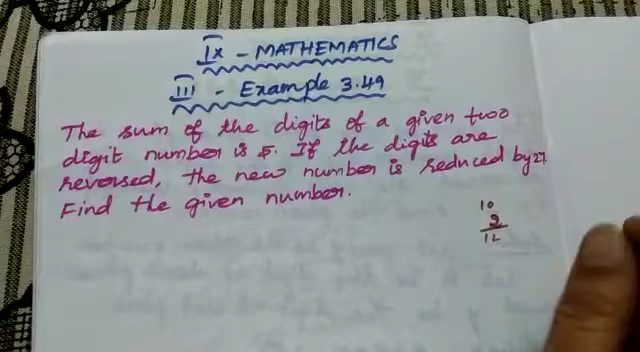 IX - MATHEMATICS
III - Example 3.49
The sum of the digits of a given two
digit number is 5. If the digits are
reversed, the new number is reduced by 27.
Find the given number.
10
2
12